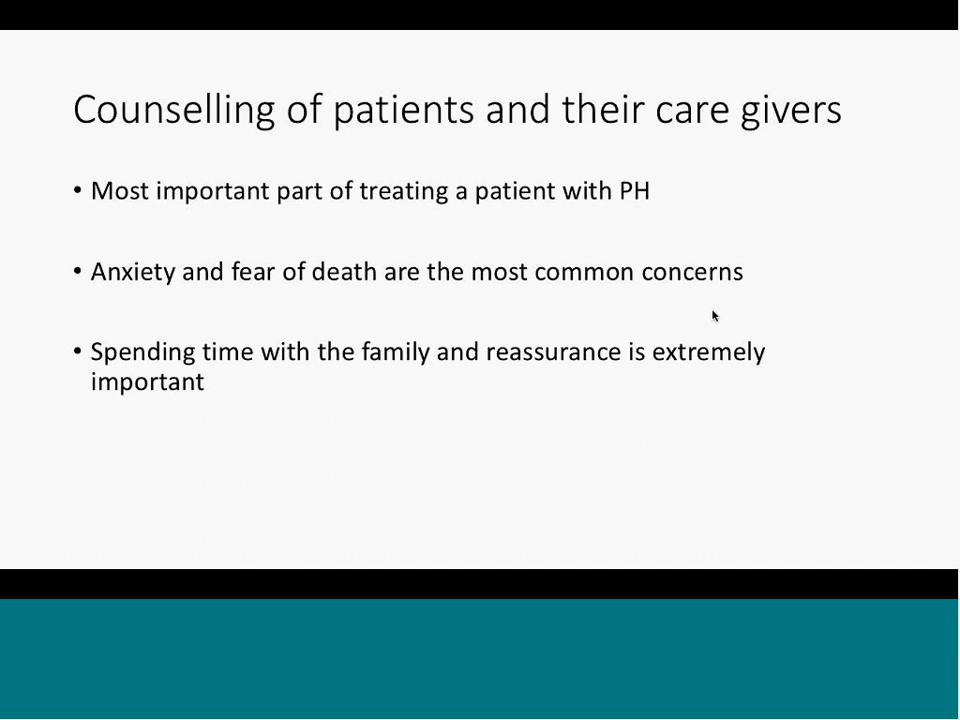 Counselling of patients and their care givers
• Most important part of treating a patient with PH
• Anxiety and fear of death are the most common concerns
• Spending time with the family and reassurance is extremely
important